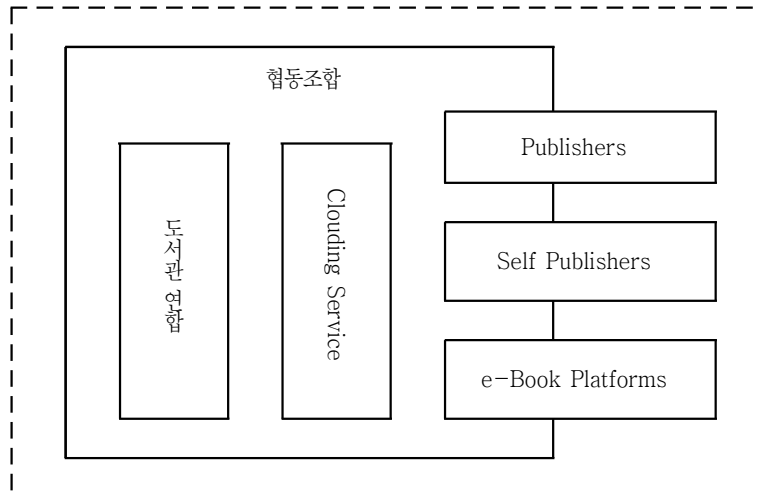 협동조합
도서관 연합
Clouding Service
Publishers
Self Publishers
e-Book Platforms